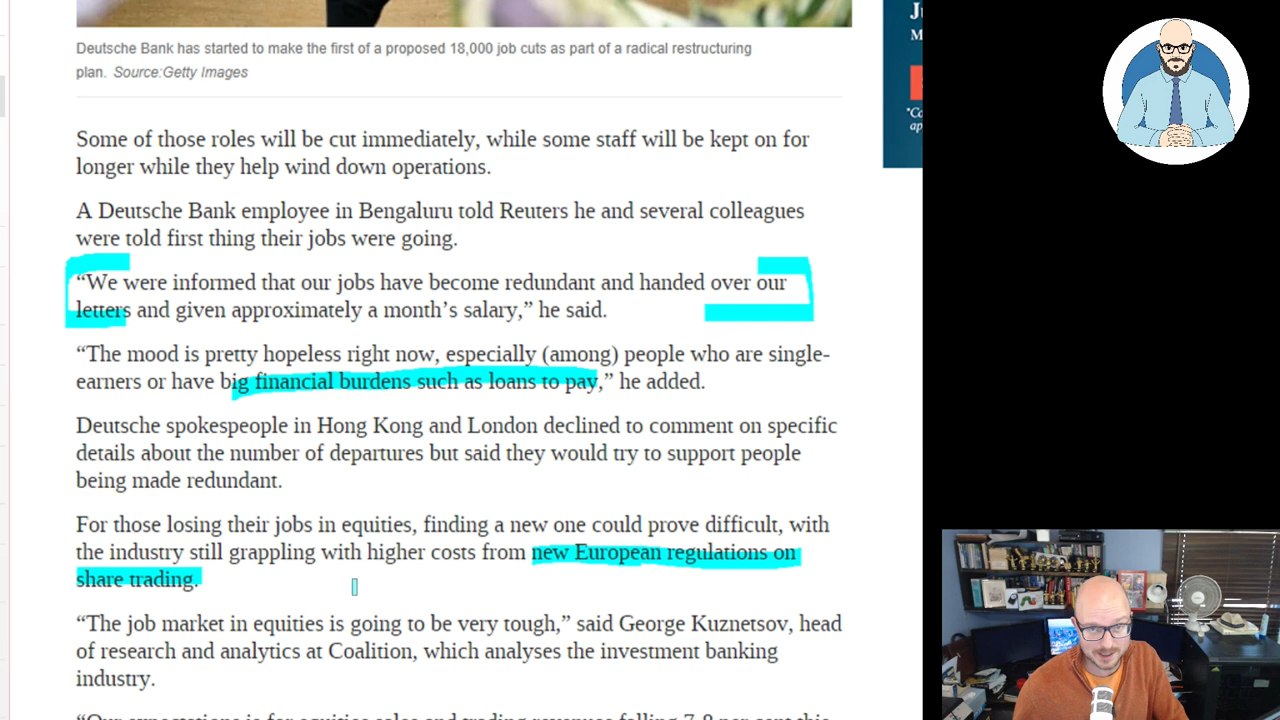 Deutsche Bank has started to make the first of a proposed 18,000 job cuts as part of a radical restructuring
plan. Source:Getty Images
Some of those roles will be cut immediately, while some staff will be kept on for
longer while they help wind down operations.
A Deutsche Bank employee in Bengaluru told Reuters he and several colleagues
were told first thing their jobs were going.
“We were informed that our jobs have become redundant and handed over our
letters and given approximately a month’s salary,” he said.
“The mood is pretty hopeless right now, especially (among) people who are single-
earners or have big financial burdens such as loans to pay,” he added.
Deutsche spokespeople in Hong Kong and London declined to comment on specific
details about the number of departures but said they would try to support people
being made redundant.
For those losing their jobs in equities, finding a new one could prove difficult, with
the industry still grappling with higher costs from new European regulations on
share trading.
“The job market in equities is going to be very tough,” said George Kuznetsov, head
of research and analytics at Coalition, which analyses the investment banking
industry.